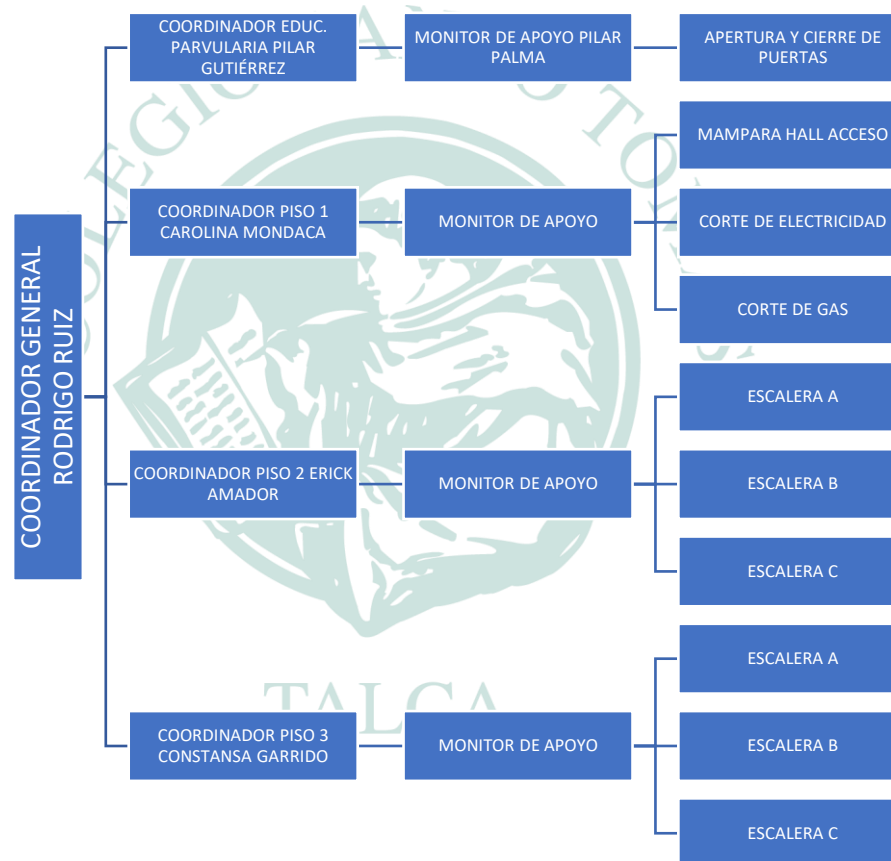 COORDINADOR GENERAL
RODRIGO RUIZ
COORDINADOR EDUC.
PARVULARIA PILAR
GUTIÉRREZ
MONITOR DE APOYO PILAR
PALMA
APERTURA Y CIERRE DE
PUERTAS
COORDINADOR PISO 1
CAROLINA MONDACA
MONITOR DE APOYO
MAMPARA HALL ACCESO
CORTE DE ELECTRICIDAD
CORTE DE GAS
COORDINADOR PISO 2 ERICK
AMADOR
MONITOR DE APOYO
ESCALERA A
ESCALERA B
ESCALERA C
COORDINADOR PISO 3
CONSTANSA GARRIDO
MONITOR DE APOYO
ESCALERA A
ESCALERA B
ESCALERA C
TALCA